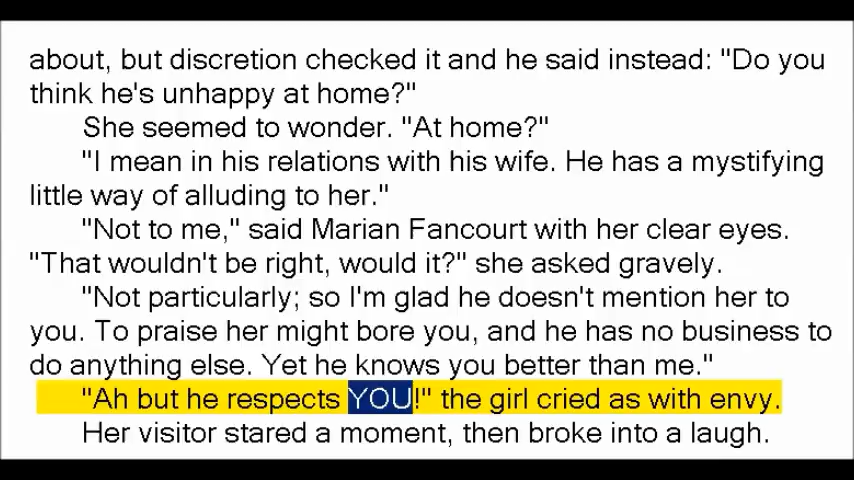 about, but discretion checked it and he said instead: "Do you
think he's unhappy at home?"
She seemed to wonder. "At home?"
"I mean in his relations with his wife. He has a mystifying
little way of alluding to her."
"Not to me," said Marian Fancourt with her clear eyes.
"That wouldn't be right, would it?" she asked gravely.
"Not particularly; so I'm glad he doesn't mention her to
you. To praise her might bore you, and he has no business to
do anything else. Yet he knows you better than me."
"Ah but he respects YOU!" the girl cried as with envy.
Her visitor stared a moment, then broke into a laugh.